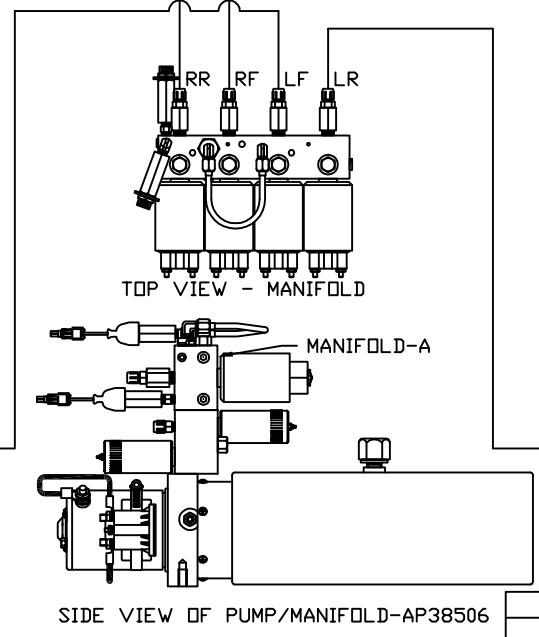 RR RF LF LR
TOP VIEW - MANIFOLD
MANIFOLD-A
SIDE VIEW OF PUMP/MANIFOLD-AP38506